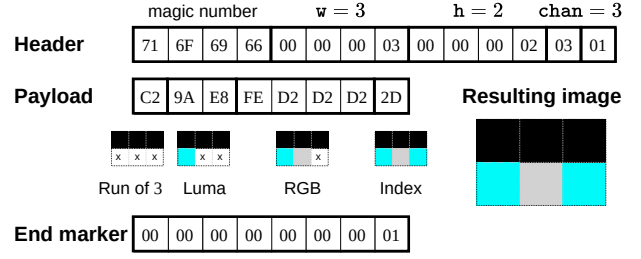 magic number w = 3 h = 2 chan = 3
Header 71 6F 69 66 00 00 00 03 00 00 00 02 03 01
Payload C2 9A E8 FE D2 D2 D2 2D Resulting image
x x x x x x
Run of 3 Luma RGB Index
End marker 00 00 00 00 00 00 00 01